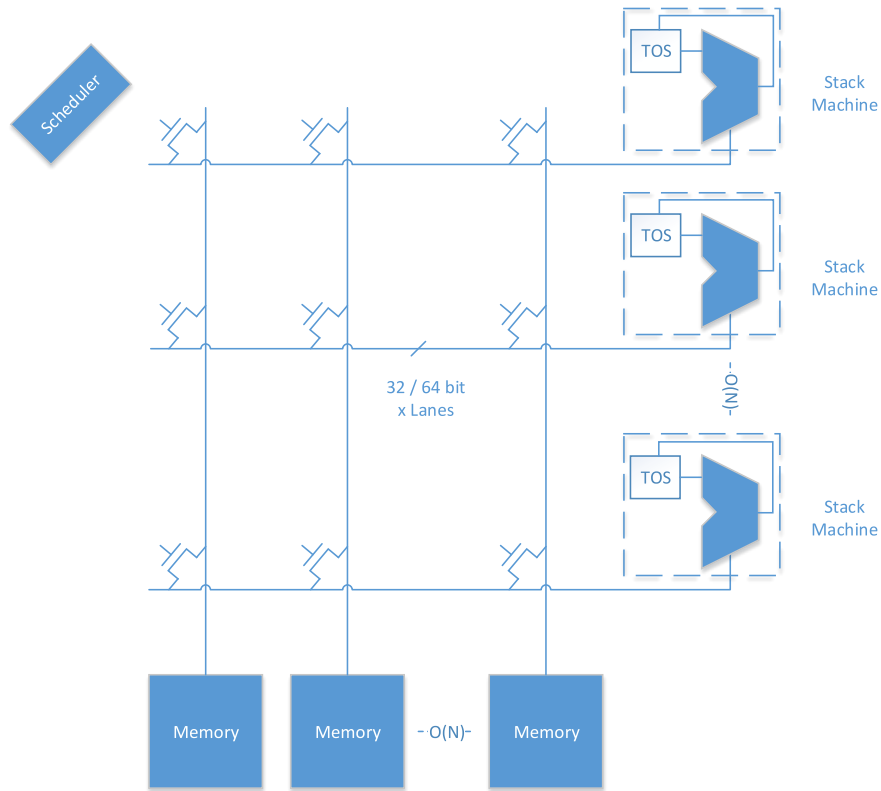 Scheduler
TOS
Stack
Machine
TOS
Stack
Machine
32 / 64 bit
x Lanes
-O(N)-
TOS
Stack
Machine
Memory
Memory
-O(N)-
Memory